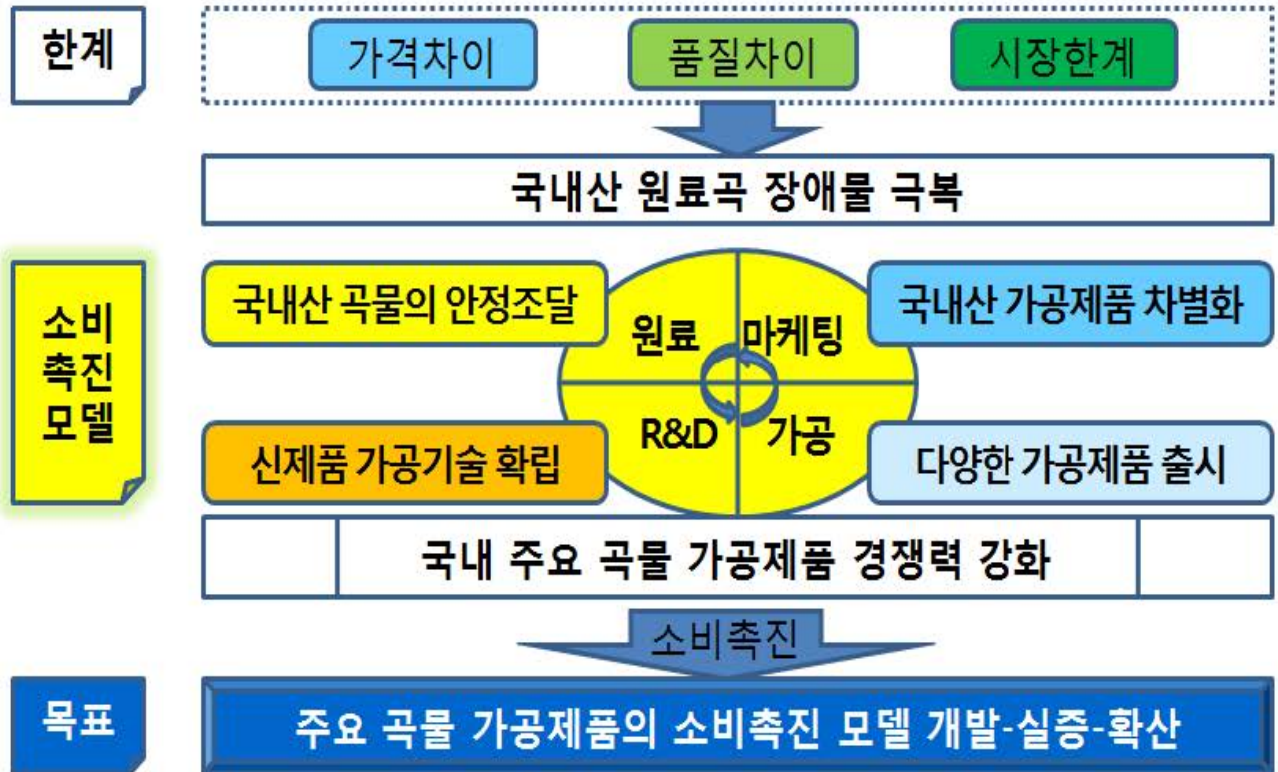 한계
가격차이
품질차이
시장한계
국내산 원료곡 장애물 극복
소비
촉진
모델
국내산 곡물의 안정조달
원료
마케팅
국내산 가공제품 차별화
신제품 가공기술 확립
R&D
가공
다양한 가공제품 출시
국내 주요 곡물 가공제품 경쟁력 강화
소비촉진
목표
주요 곡물 가공제품의 소비촉진 모델 개발-실증-확산